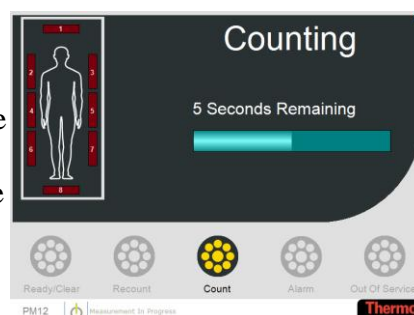 Counting
5 Seconds Remaining
1
2
3
4
5
6
7
8
e
e
Ready/Clear
Recount
Count
Alarm
Out Of Service
PM12
Measurement In Progress
Thermo